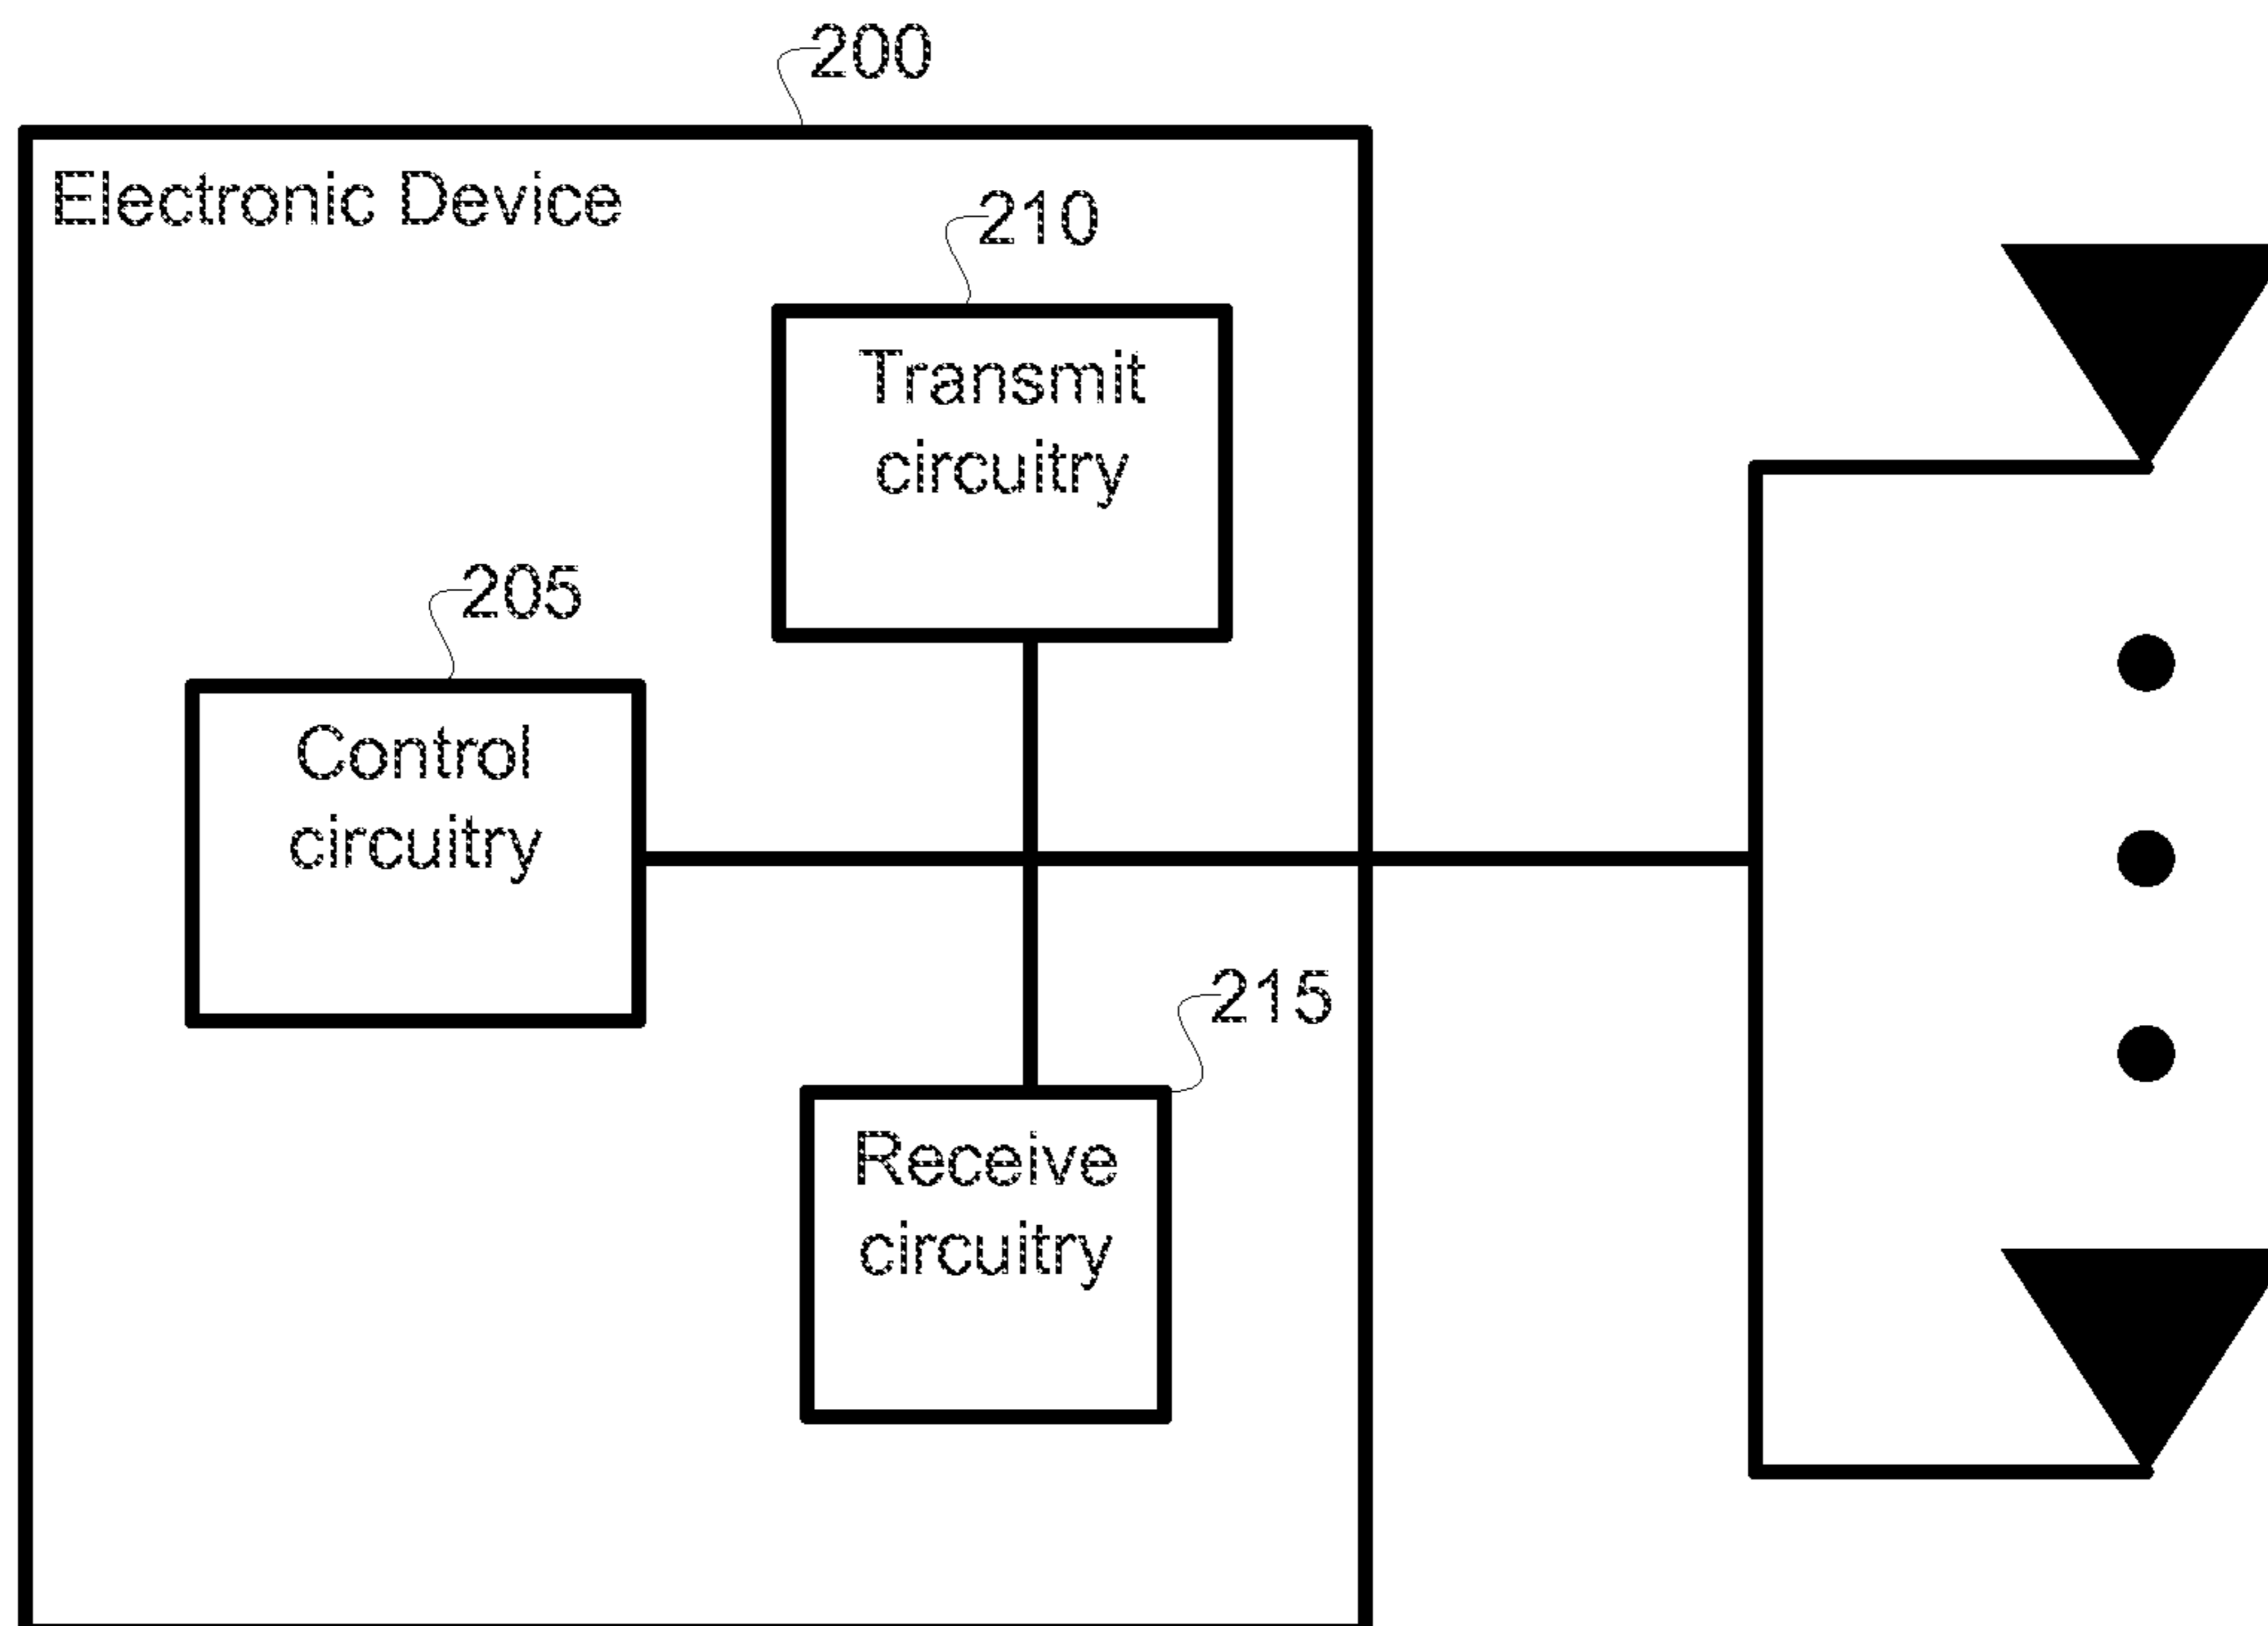 200
Electronic Device
210
Transmit
circuitry
205
Control
circuitry
215
Receive
circuitry